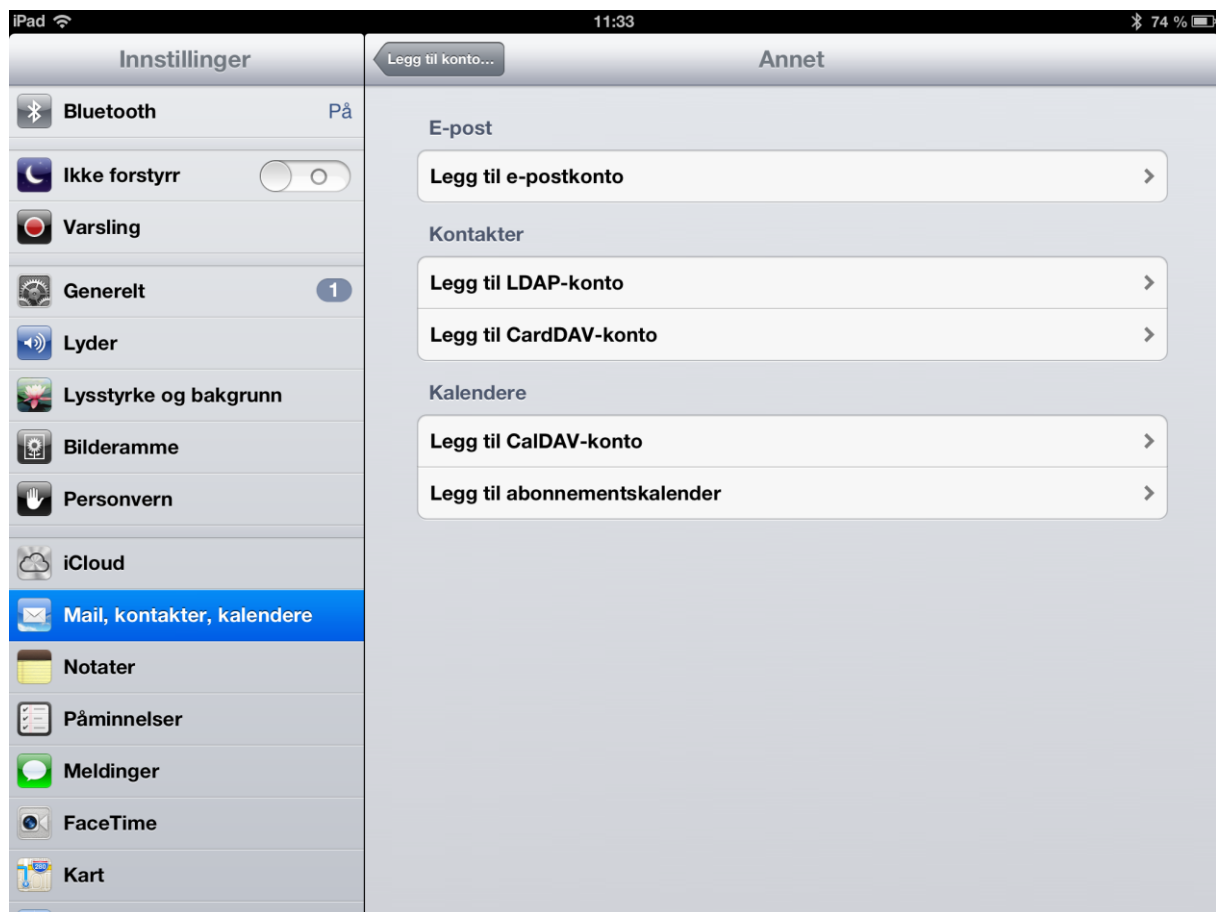 iPad 11:33 74 %
Innstillinger
Legg til konto...
Annet
Bluetooth På
Ikke forstyrr
Varsling
Generelt 1
Lyder
Lysstyrke og bakgrunn
Bilderamme
Personvern
iCloud
Mail, kontakter, kalendere
Notater
Påminnelser
Meldinger
FaceTime
Kart
E-post
Legg til e-postkonto
Kontakter
Legg til LDAP-konto
Legg til CardDAV-konto
Kalendere
Legg til CalDAV-konto
Legg til abonnementskalender